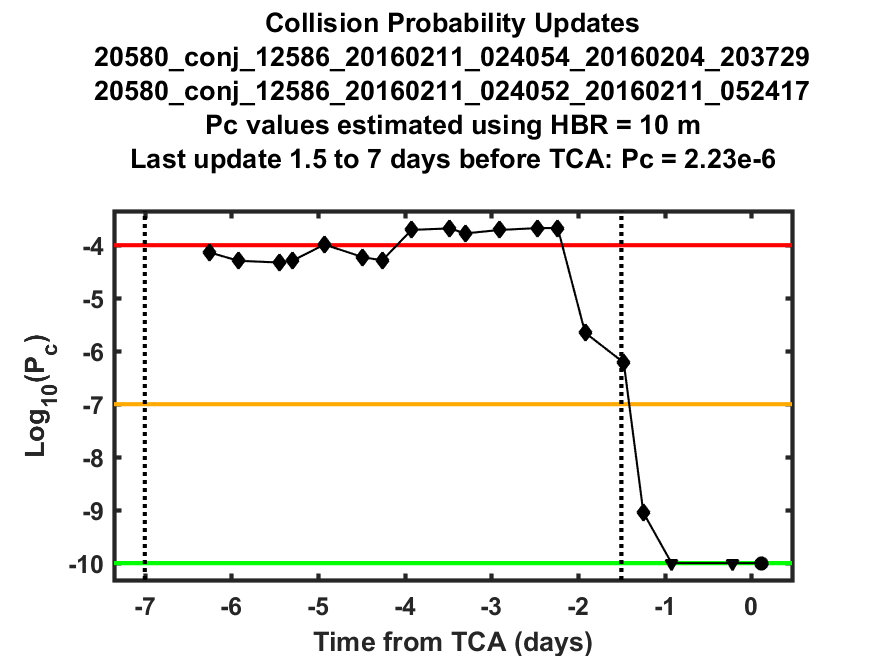 Collision Probability Updates
20580_conj_12586_20160211_024054_20160204_203729
20580_conj_12586_20160211_024052_20160211_052417
Pc values estimated using HBR = 10 m
Last update 1.5 to 7 days before TCA: Pc = 2.23e-6
Log10(Pc)
-4
-5
-6
-7
-8
-9
-10
-7 -6 -5 -4 -3 -2 -1 0
Time from TCA (days)